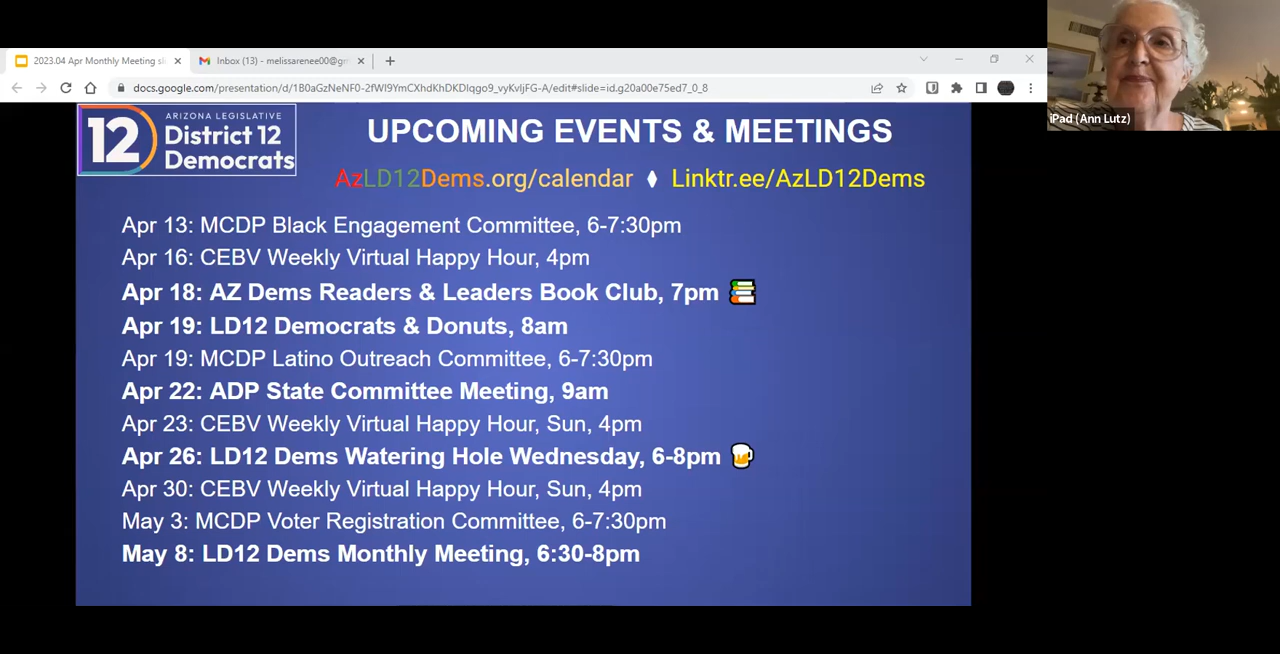 2023.04 Apr Monthly Meeting sl
Inbox (13) - melissarenee00@gm
docs.google.com/presentation/d/1B0aGzNeNF0-2fWl9YmCXhdKhDKDlqgo9_vyKvIjFG-A/edit#slide=id.g20a00e75ed7_0_8
iPad (Ann Lutz)
12
ARIZONA LEGISLATIVE
District 12
Democrats
UPCOMING EVENTS & MEETINGS
AzLD12Dems.org/calendar ♦ Linktr.ee/AzLD12Dems
Apr 13: MCDP Black Engagement Committee, 6-7:30pm
Apr 16: CEBV Weekly Virtual Happy Hour, 4pm
Apr 18: AZ Dems Readers & Leaders Book Club, 7pm
Apr 19: LD12 Democrats & Donuts, 8am
Apr 19: MCDP Latino Outreach Committee, 6-7:30pm
Apr 22: ADP State Committee Meeting, 9am
Apr 23: CEBV Weekly Virtual Happy Hour, Sun, 4pm
Apr 26: LD12 Dems Watering Hole Wednesday, 6-8pm
Apr 30: CEBV Weekly Virtual Happy Hour, Sun, 4pm
May 3: MCDP Voter Registration Committee, 6-7:30pm
May 8: LD12 Dems Monthly Meeting, 6:30-8pm